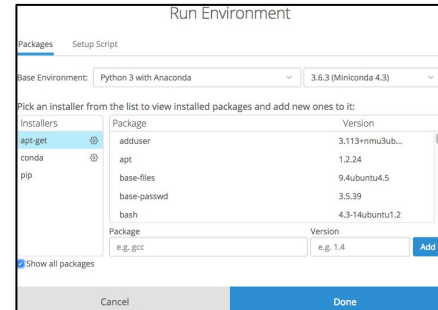 Run Environment
Packages Setup Script
Base Environment: Python 3 with Anaconda 3.6.3 (Miniconda 4.3)
Pick an installer from the list to view installed packages and add new ones to it:
Installers Package Version
apt-get adduser 3.113+nmu3ub...
conda apt 1.2.24
pip base-files 9.4ubuntu4.5
base-passwd 3.5.39
bash 4.3-14ubuntu1.2
Package Version
e.g. gcc e.g. 1.4 Add
Show all packages
Cancel Done